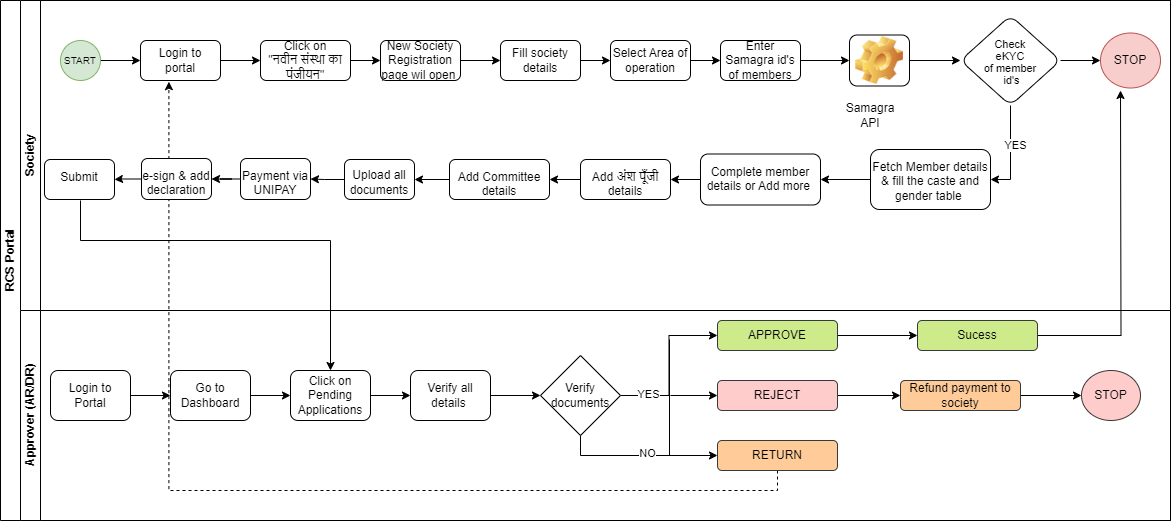 RCS Portal
Society
START
Login to
portal
Click on
"नवीन संस्था का
पंजीयन"
New Society
Registration
page wil open
Fill society
details
Select Area of
operation
Enter
Samagra id's
of members
Samagra
API
Check
eKYC
of member
id's
STOP
YES
Fetch Member details
& fill the caste and
gender table
Complete member
details or Add more
Add अंश पूँजी
details
Add Committee
details
Upload all
documents
Payment via
UNIPAY
e-sign & add
declaration
Submit
Approver (AR/DR)
Login to
Portal
Go to
Dashboard
Click on
Pending
Applications
Verify all
details
Verify
documents
YES
NO
APPROVE
Sucess
REJECT
Refund payment to
society
STOP
RETURN